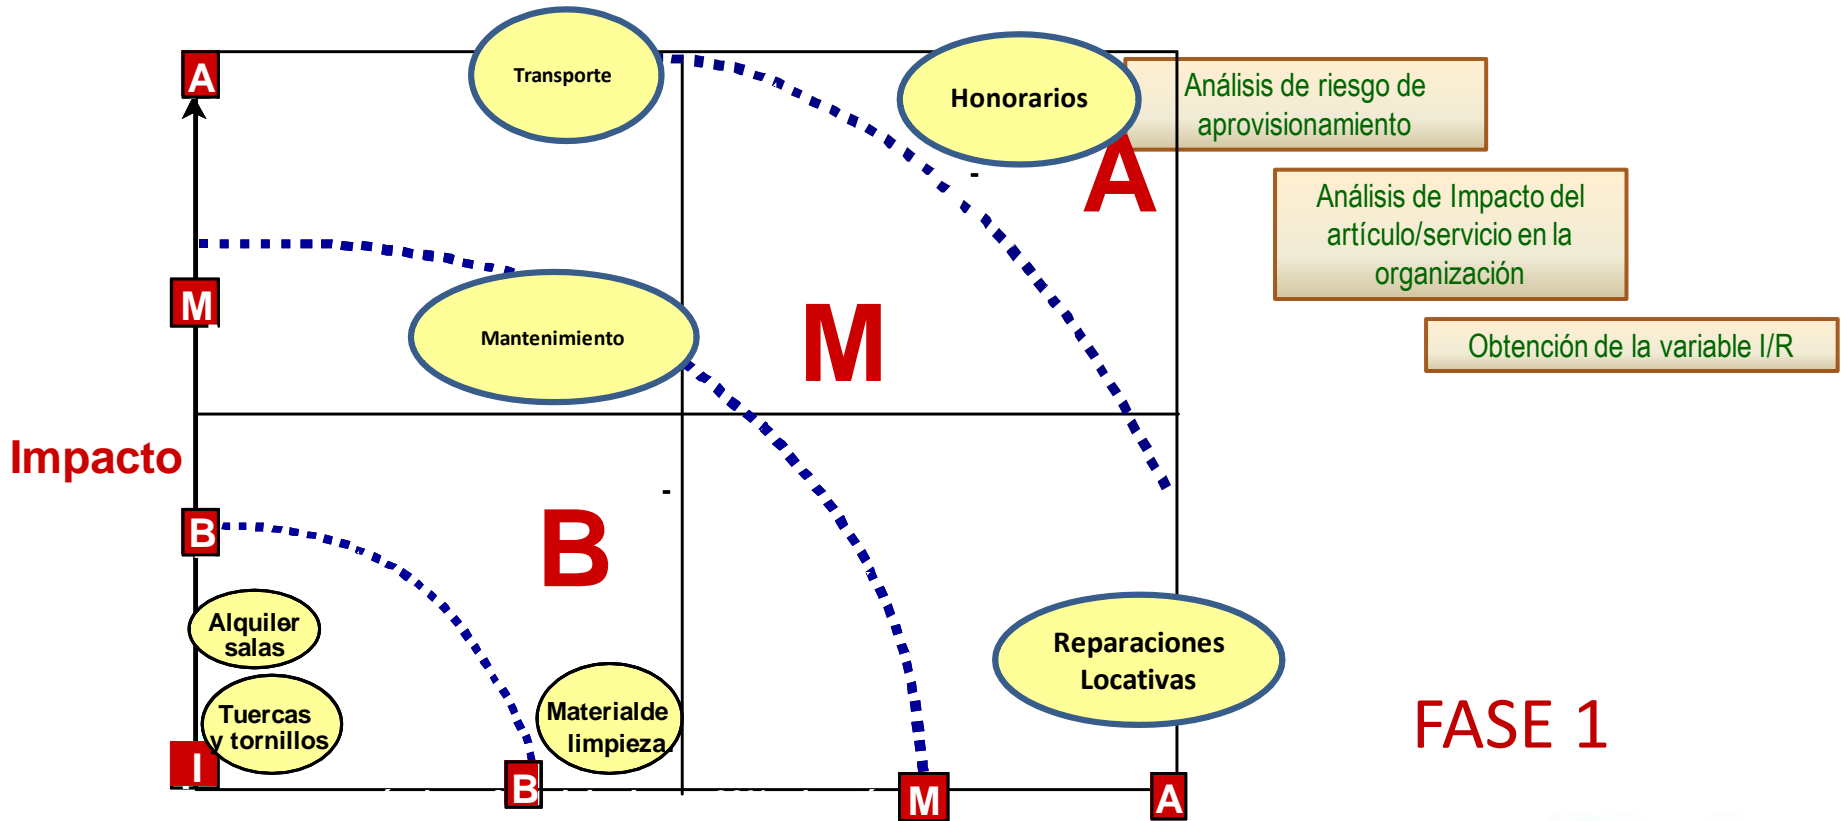 A
Transporte
Honorarios
Análisis de riesgo de
aprovisionamiento
A
Análisis de Impacto del
artículo/servicio en la
organización
M
Mantenimiento
M
Obtención de la variable I/R
Impacto
B
B
Alquiler
salas
Tuercas
y tornillos
Materialde
limpieza.
Reparaciones
Locativas
FASE 1
I
B
M
A